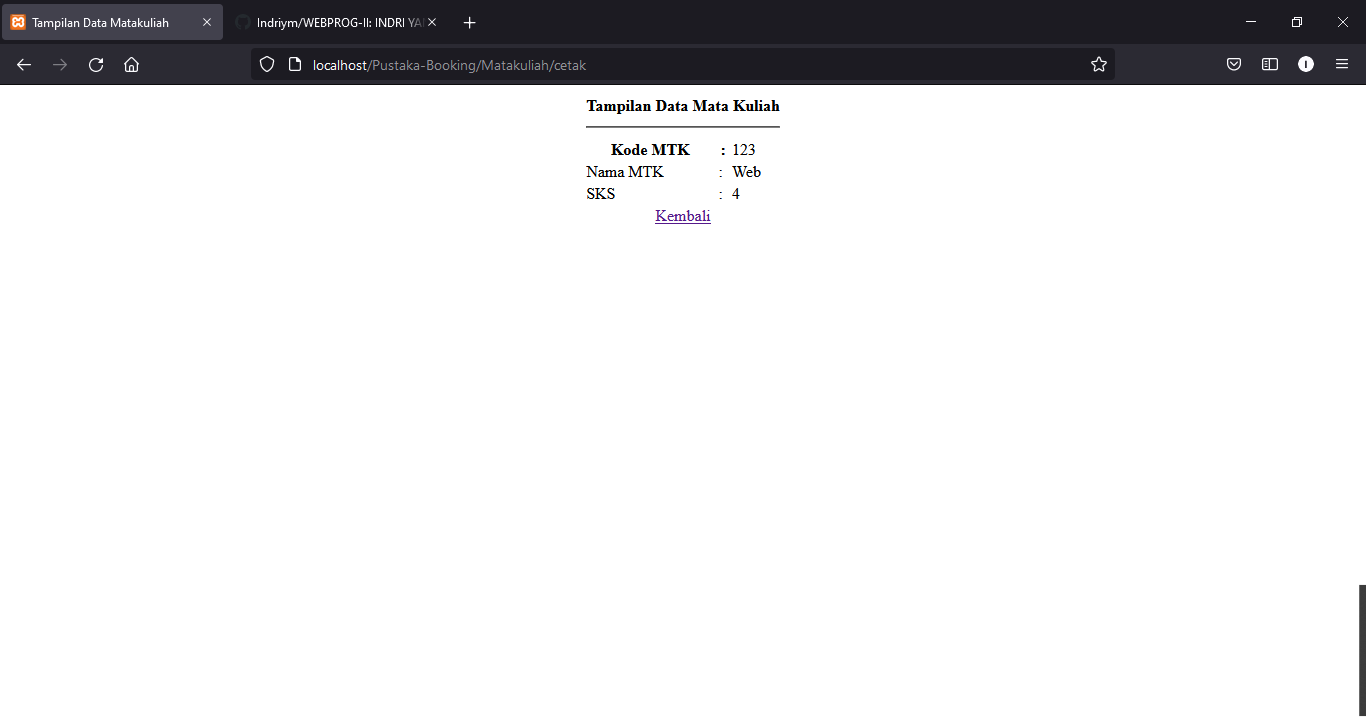 Tampilan Data Matakuliah
Indriym/WEBPROG-II: INDRI YA
localhost/Pustaka-Booking/Matakuliah/cetak
I
Tampilan Data Mata Kuliah
Kode MTK : 123
Nama MTK : Web
SKS : 4
Kembali